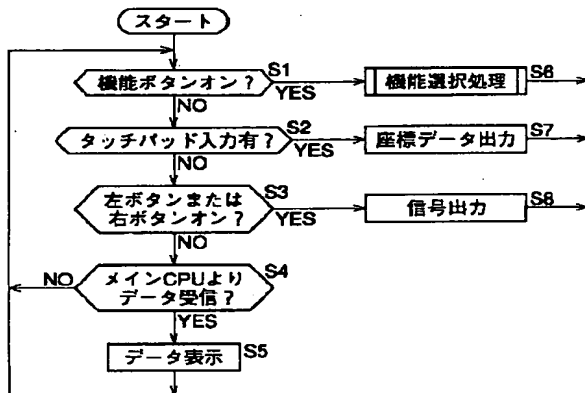 スタート
機能ボタンオン?
S1
YES
機能選択処理
S6
NO
タッチパッド入力有?
S2
YES
座標データ出力
S7
NO
左ボタンまたは
右ボタンオン?
S3
YES
信号出力
S8
NO
メインCPUより
データ受信?
S4
NO
YES
データ表示
S5